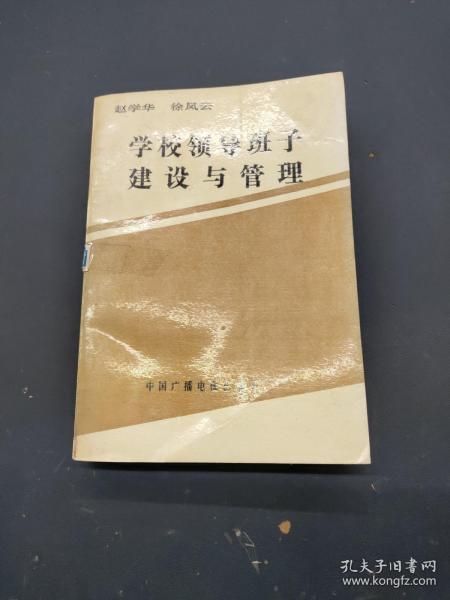 赵学华 徐凤云
学校领导班子
建设与管理
中国广播电视出版社
孔夫子旧书网
www.kongfz.com